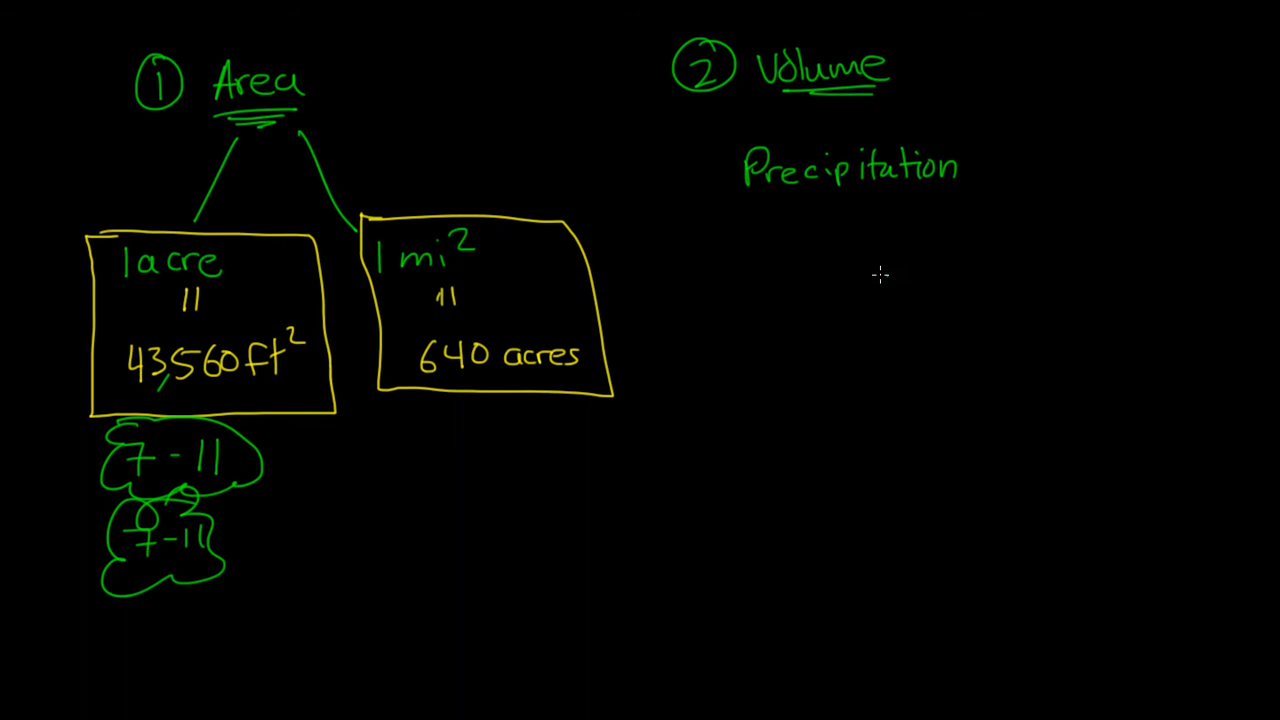 ① Area
1 acre
=
43,560 ft²
7-11
7-11
1 mi²
=
640 acres
② Volume
Precipitation